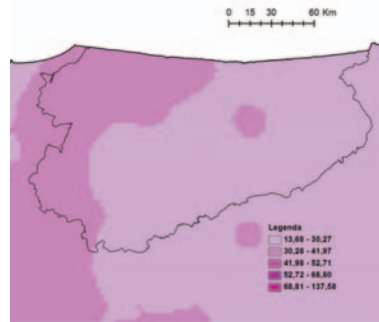 0 15 30 60 Km
Legenda
13,68 - 30,27
30,28 - 41,97
41,98 - 52,71
52,72 - 68,80
68,81 - 137,58